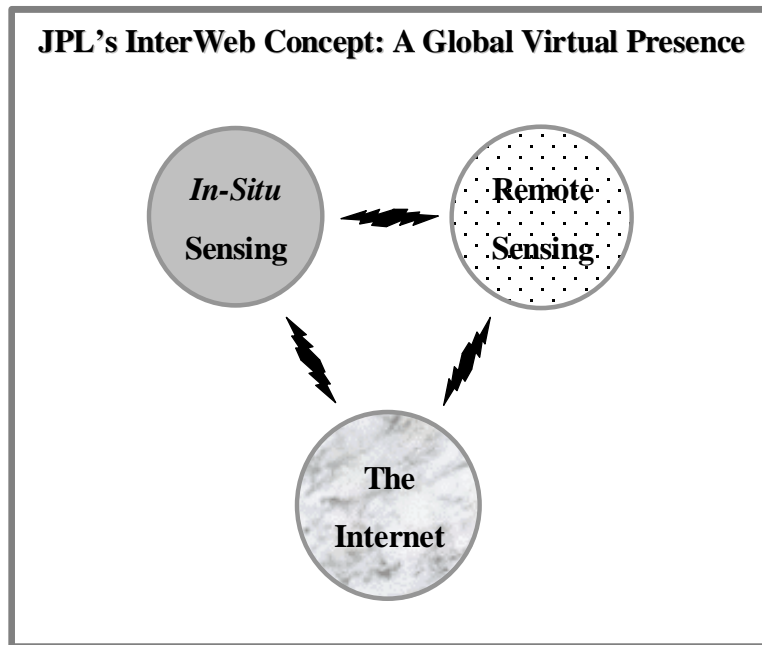 JPL’s InterWeb Concept: A Global Virtual Presence
In-Situ
Sensing
Remote
Sensing
The
Internet